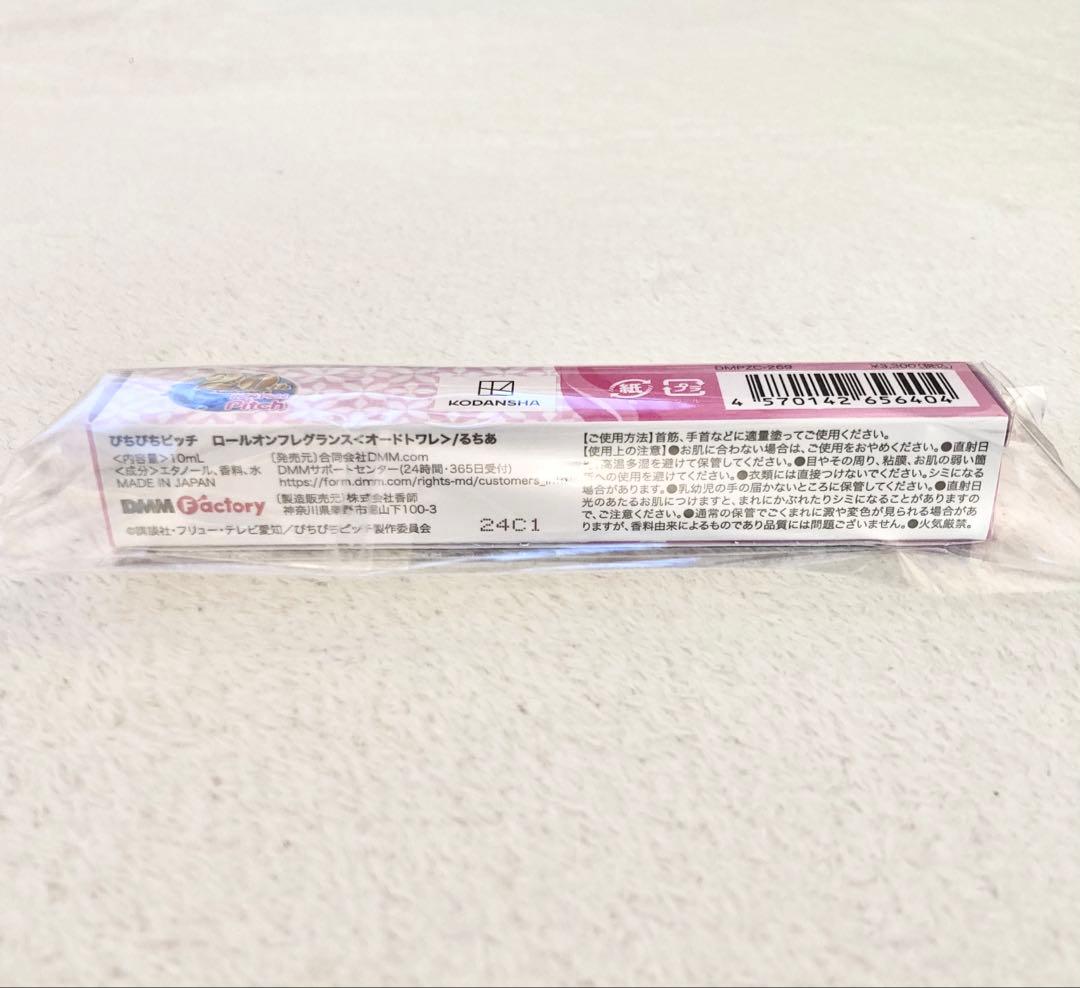 20th
Pitch
KODANSHA
紙
プラ
DMPZC-269
¥3,300(税込)
4 570142 656404
ぴちぴちピッチ ロールオンフレグランス<オードトワレ>/るちあ
<内容量>10mL
<成分>エタノール、香料、水
MADE IN JAPAN
DMM Factory
〔発売元〕合同会社DMM.com
DMMサポートセンター(24時間・365日受付)
https://form.dmm.com/rights-md/customers_
〔製造販売元〕株式会社香師
神奈川県秦野市堀山下100-3
©講談社・フリュー・テレビ愛知/ぴちぴちピッチ製作委員会
24C1
【ご使用方法】首筋、手首などに適量塗ってご使用ください。
【使用上の注意】●お肌に合わない場合は、ご使用をおやめください。●直射日
、高温多湿を避けて保管してください。●目やその周り、粘膜、お肌の弱い箇
所への使用を避けてください。●衣類には直接つけないでください。シミになる
場合があります。●乳幼児の手の届かないところに保管してください。●直射日
光のあたるお肌につけますと、まれにかぶれたりシミになることがありますの
で、ご注意ください。●通常の保管でごくまれに澱や変色が見られる場合があ
りますが、香料由来によるものであり品質には問題ございません。●火気厳禁。